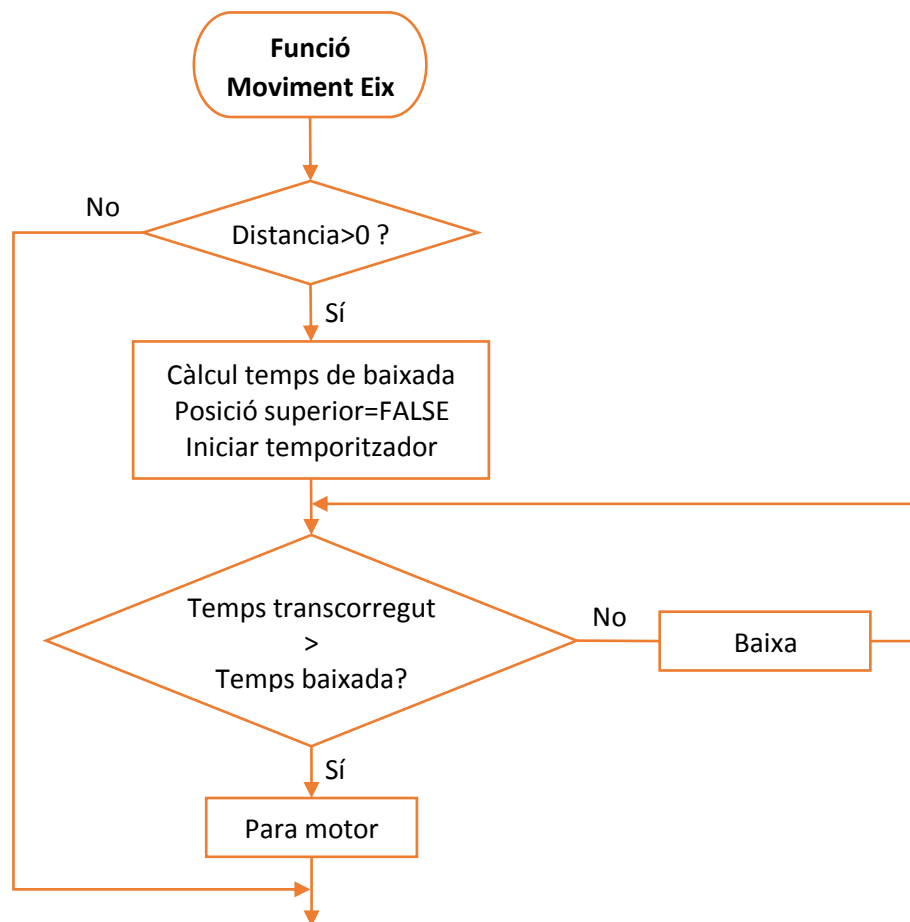 Funció
Moviment Eix
No
Distancia>0 ?
Sí
Càlcul temps de baixada
Posició superior=FALSE
Iniciar temporitzador
Temps transcorregut
>
Temps baixada?
No
Baixa
Sí
Para motor